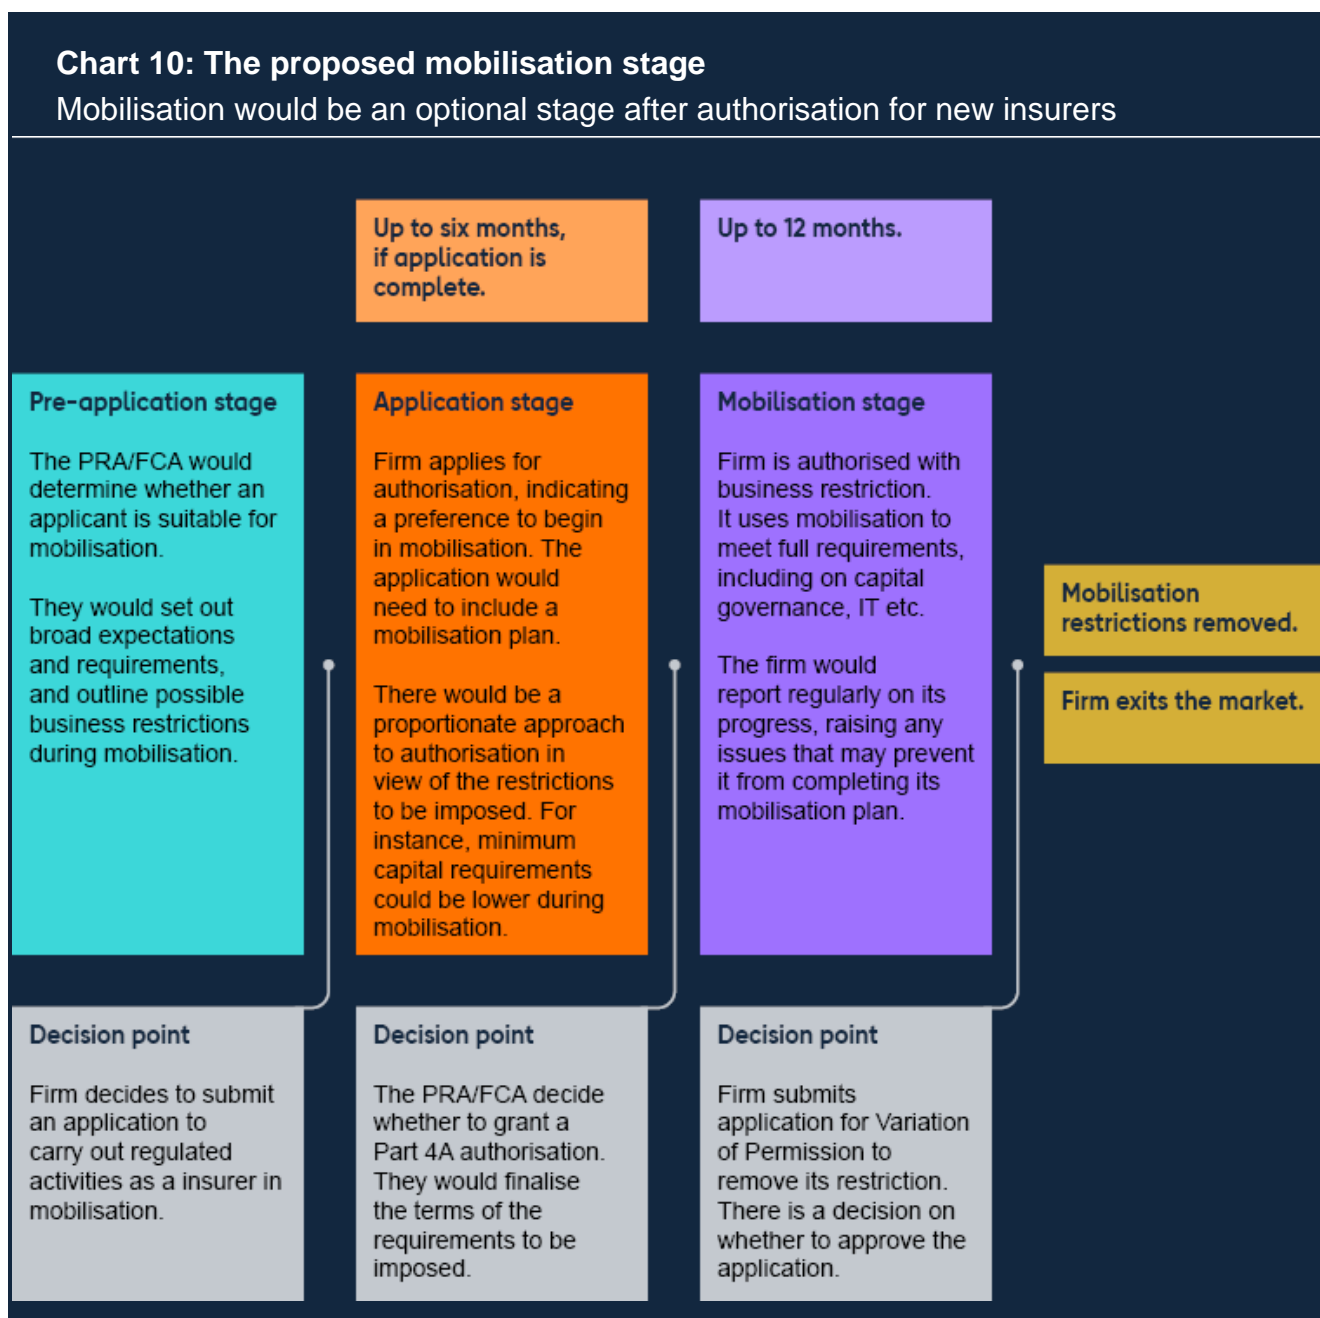 Chart 10: The proposed mobilisation stage
Mobilisation would be an optional stage after authorisation for new insurers
Up to six months,
if application is
complete.
Up to 12 months.
Pre-application stage
The PRA/FCA would
determine whether an
applicant is suitable for
mobilisation.
They would set out
broad expectations
and requirements,
and outline possible
business restrictions
during mobilisation.
Application stage
Firm applies for
authorisation, indicating
a preference to begin
in mobilisation. The
application would
need to include a
mobilisation plan.
There would be a
proportionate approach
to authorisation in
view of the restrictions
to be imposed. For
instance, minimum
capital requirements
could be lower during
mobilisation.
Mobilisation stage
Firm is authorised with
business restriction.
It uses mobilisation to
meet full requirements,
including on capital
governance, IT etc.
The firm would
report regularly on its
progress, raising any
issues that may prevent
it from completing its
mobilisation plan.
Mobilisation
restrictions removed.
Firm exits the market.
Decision point
Firm decides to submit
an application to
carry out regulated
activities as a insurer in
mobilisation.
Decision point
The PRA/FCA decide
whether to grant a
Part 4A authorisation.
They would finalise
the terms of the
requirements to be
imposed.
Decision point
Firm submits
application for Variation
of Permission to
remove its restriction.
There is a decision on
whether to approve the
application.